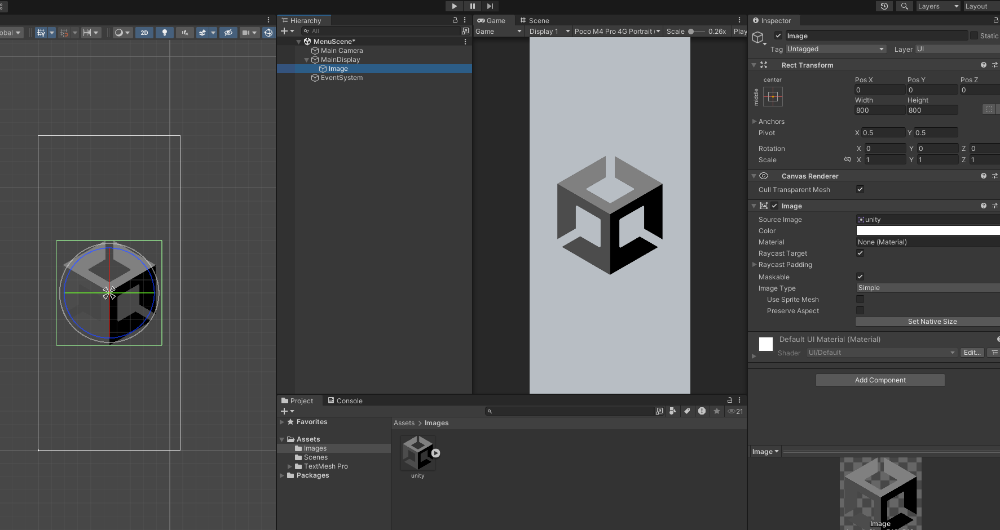 Layers
Layout
Hierarchy
Game
Scene
Inspector
obal
2D
All
Game
Display 1
Poco M4 Pro 4G Portrait (
Scale
0.26x
Play
MenuScene*
Main Camera
MainDisplay
Image
EventSystem
Image
Static
Tag
Untagged
Layer
UI
Rect Transform
center
middle
Pos X
Pos Y
Pos Z
0
0
0
Width
Height
800
800
Anchors
Pivot
X 0.5
Y 0.5
Rotation
X 0
Y 0
Z 0
Scale
X 1
Y 1
Z 1
Canvas Renderer
Cull Transparent Mesh
Image
Source Image
unity
Color
Material
None (Material)
Raycast Target
Raycast Padding
Maskable
Image Type
Simple
Use Sprite Mesh
Preserve Aspect
Set Native Size
Default UI Material (Material)
Shader
UI/Default
Edit...
Add Component
Project
Console
21
Favorites
Assets
Images
Scenes
TextMesh Pro
Packages
Assets > Images
unity
Image
Image